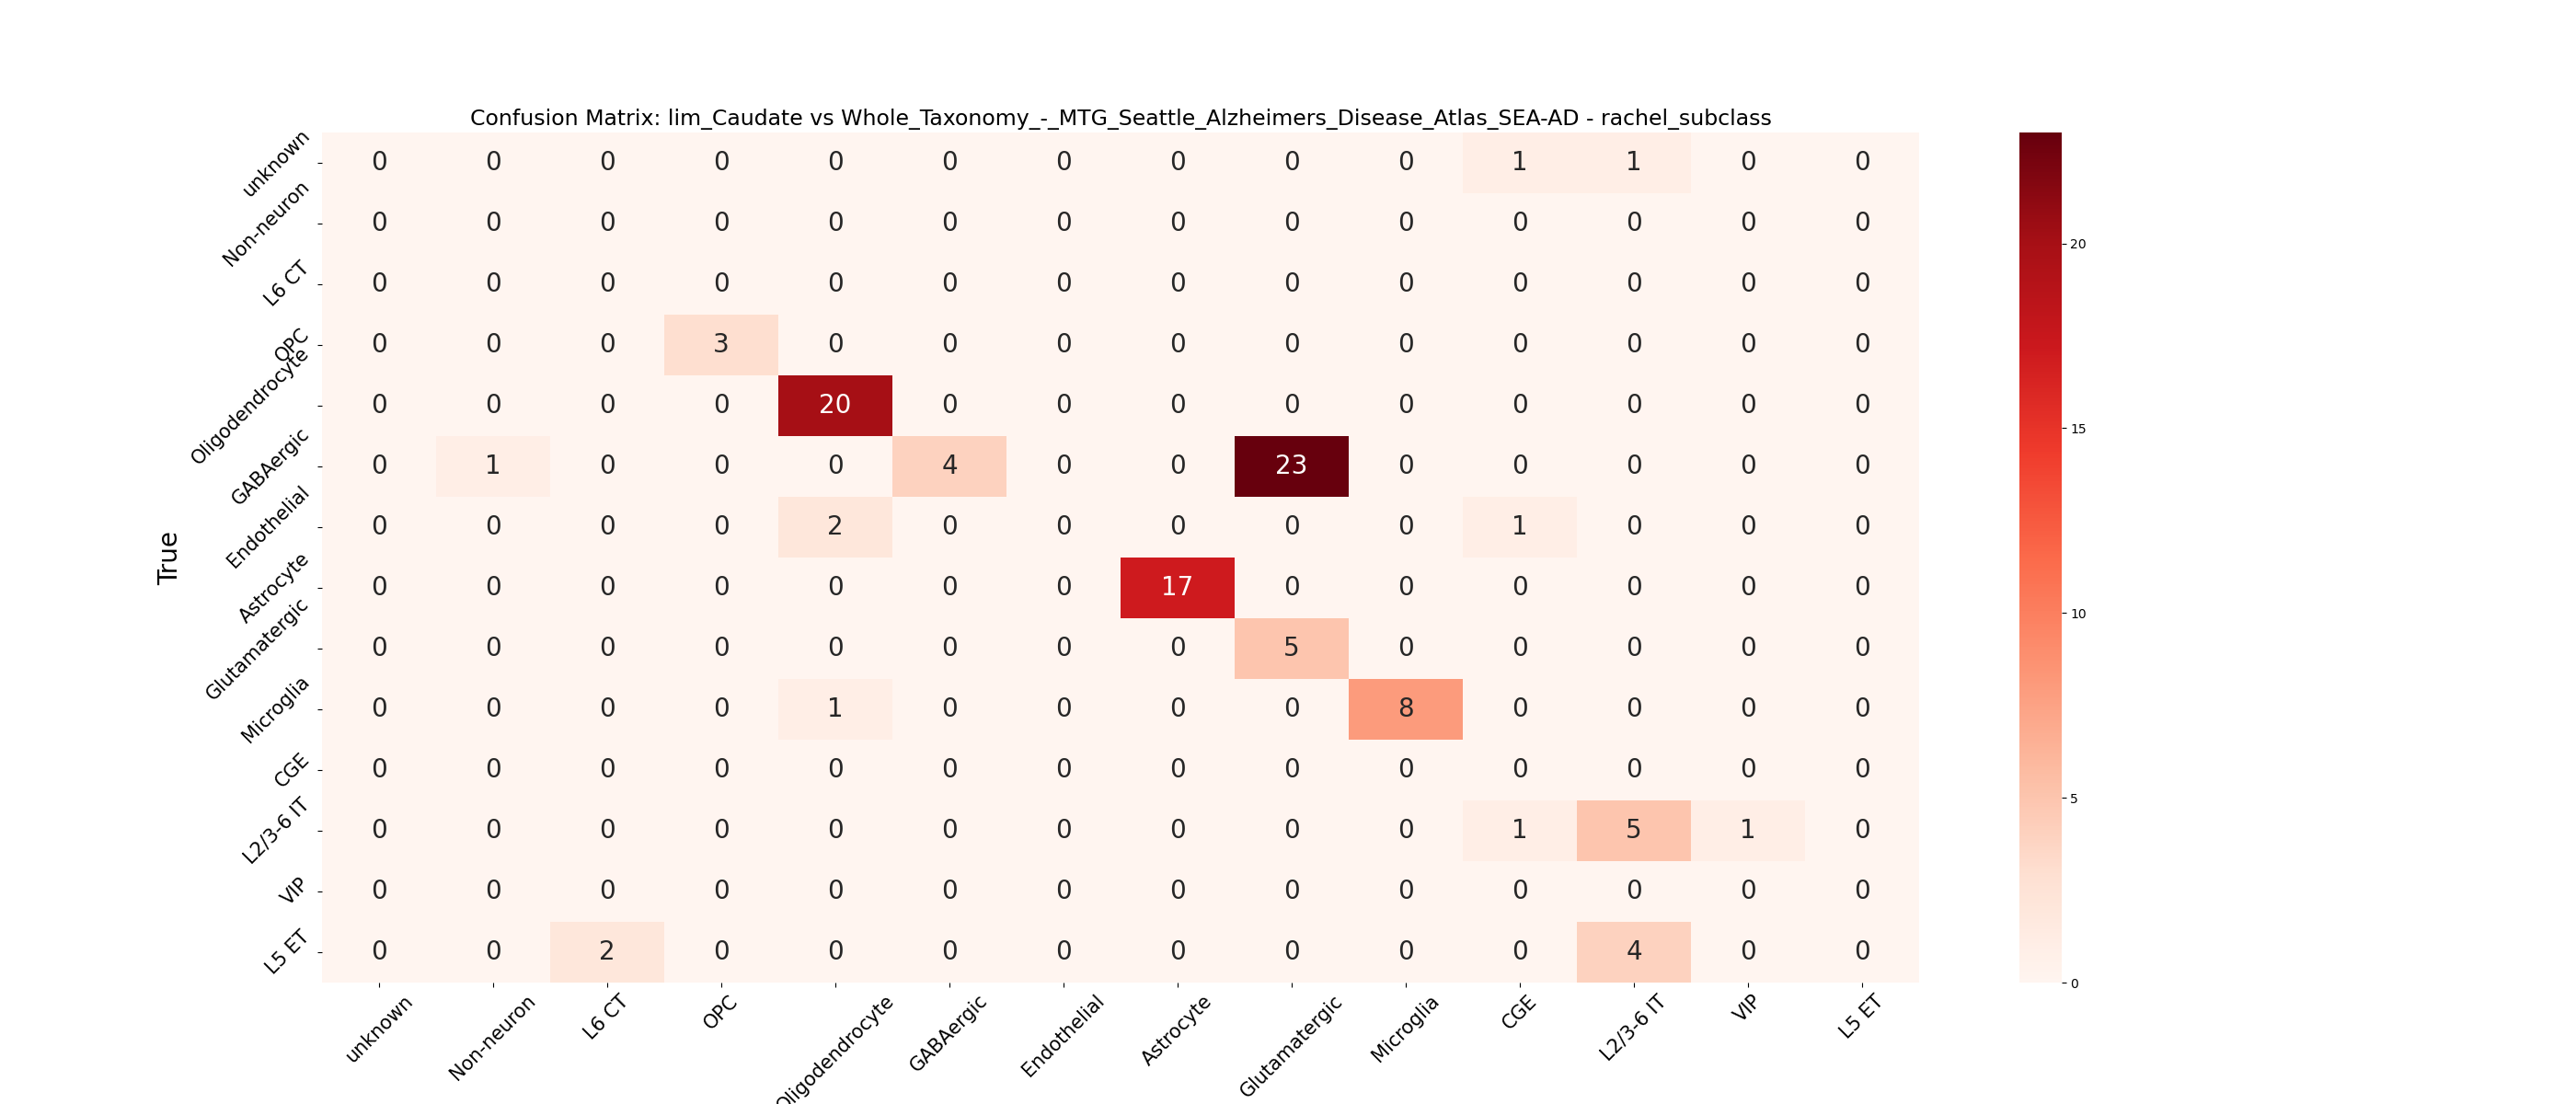 Confusion Matrix: lim_Caudate vs Whole_Taxonomy_-_MTG_Seattle_Alzheimers_Disease_Atlas_SEA-AD - rachel_subclass
True
unknown 0 0 0 0 0 0 0 0 0 0 1 1 0 0
Non-neuron 0 0 0 0 0 0 0 0 0 0 0 0 0 0
L6 CT 0 0 0 0 0 0 0 0 0 0 0 0 0 0
OPC 0 0 0 3 0 0 0 0 0 0 0 0 0 0
Oligodendrocyte 0 0 0 0 20 0 0 0 0 0 0 0 0 0
GABAergic 0 1 0 0 0 4 0 0 23 0 0 0 0 0
Endothelial 0 0 0 0 2 0 0 0 0 0 1 0 0 0
Astrocyte 0 0 0 0 0 0 0 17 0 0 0 0 0 0
Glutamatergic 0 0 0 0 0 0 0 0 5 0 0 0 0 0
Microglia 0 0 0 0 1 0 0 0 0 8 0 0 0 0
CGE 0 0 0 0 0 0 0 0 0 0 0 0 0 0
L2/3-6 IT 0 0 0 0 0 0 0 0 0 0 1 5 1 0
VIP 0 0 0 0 0 0 0 0 0 0 0 0 0 0
L5 ET 0 0 2 0 0 0 0 0 0 0 0 4 0 0
unknown Non-neuron L6 CT OPC Oligodendrocyte GABAergic Endothelial Astrocyte Glutamatergic Microglia CGE L2/3-6 IT VIP L5 ET
20
15
10
5
0